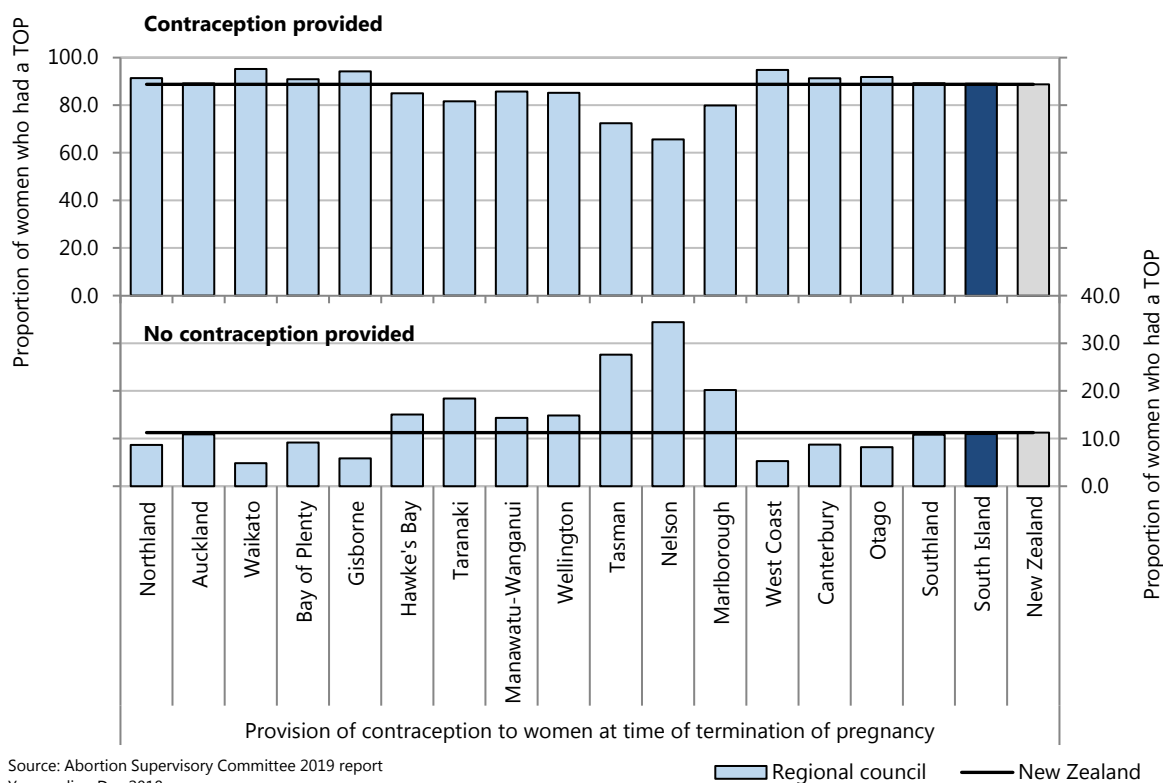 Contraception provided
Proportion of women who had a TOP
100.0
80.0
60.0
40.0
20.0
0.0
No contraception provided
40.0
30.0
20.0
10.0
0.0
Proportion of women who had a TOP
Northland
Auckland
Waikato
Bay of Plenty
Gisborne
Hawke's Bay
Taranaki
Manawatu-Wanganui
Wellington
Tasman
Nelson
Marlborough
West Coast
Canterbury
Otago
Southland
South Island
New Zealand
Provision of contraception to women at time of termination of pregnancy
Source: Abortion Supervisory Committee 2019 report
Regional council
New Zealand